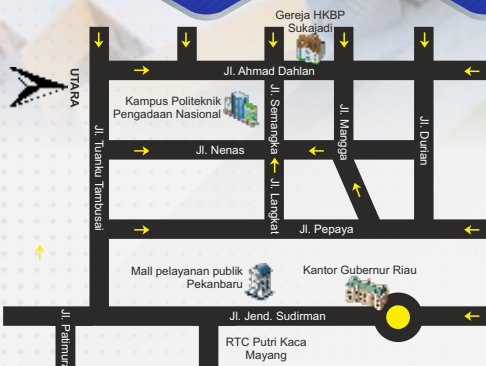 Gereja HKBP
Sukajadi
Jl. Ahmad Dahlan
UTARA
Kampus Politeknik
Pengadaan Nasional
Jl. Semangka
Jl. Mangga
Jl. Durian
Jl. Tuanku Tambusai
Jl. Nenas
Jl. Langkat
Jl. Pepaya
Mall pelayanan publik
Pekanbaru
Kantor Gubernur Riau
Jl. Jend. Sudirman
Jl. Patimura
RTC Putri Kaca
Mayang